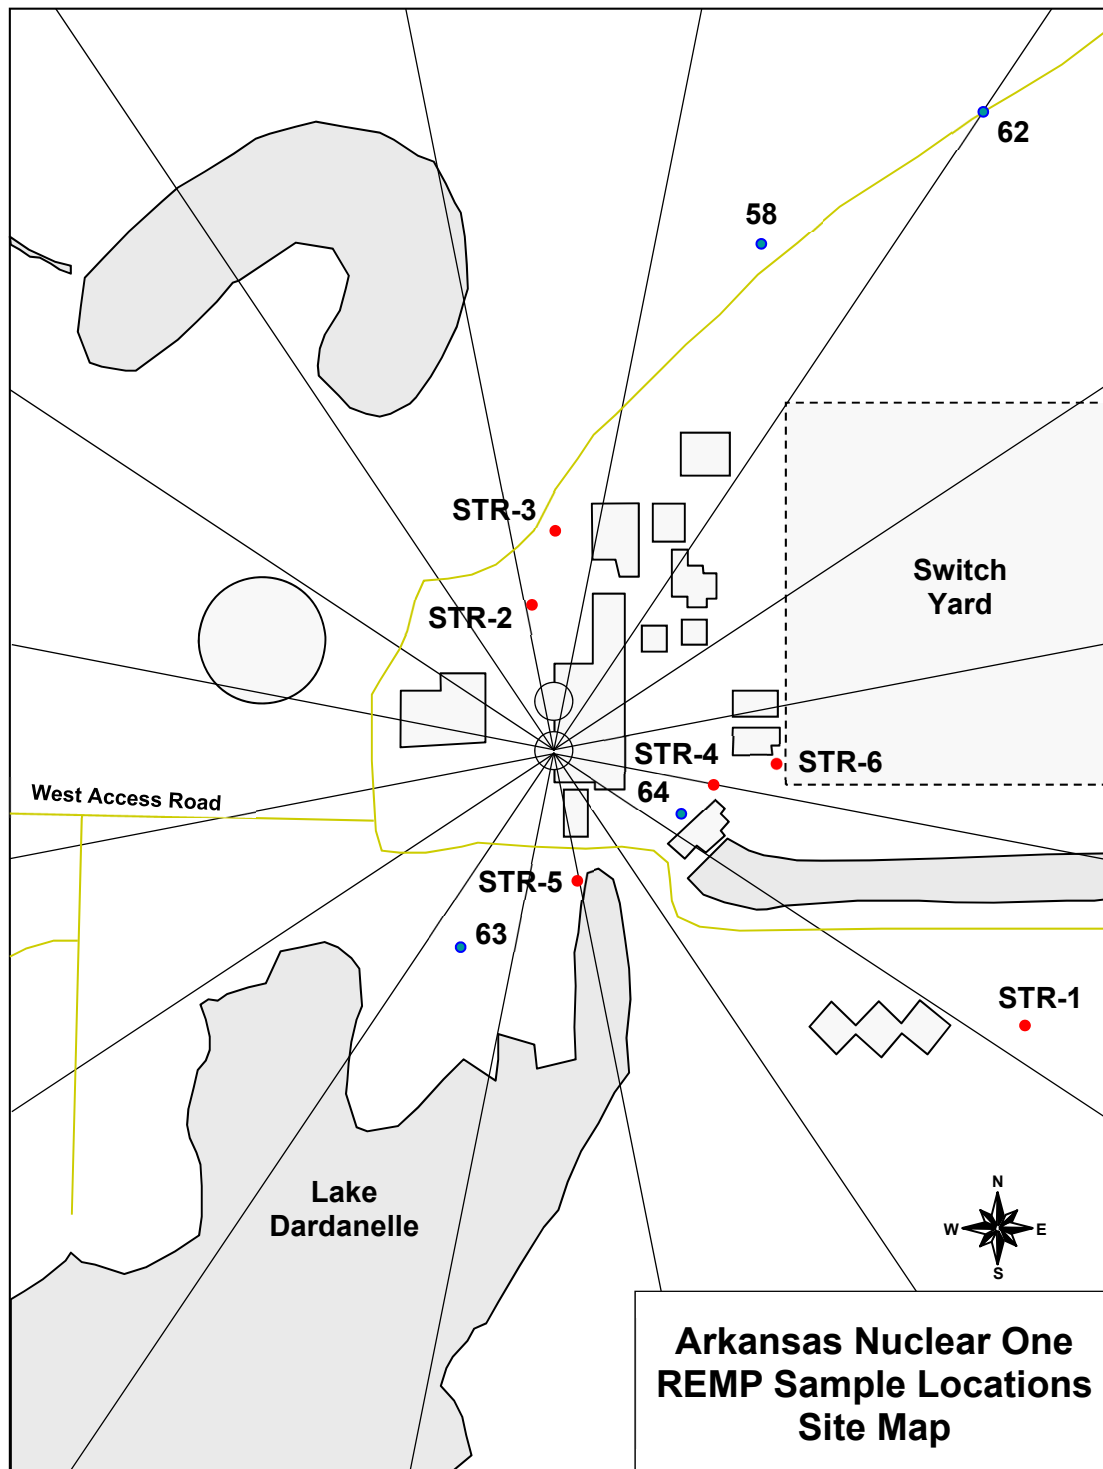 62
58
STR-3
Switch
Yard
STR-2
STR-4
STR-6
64
West Access Road
STR-5
63
STR-1
N
W E
S
Lake
Dardanelle
Arkansas Nuclear One
REMP Sample Locations
Site Map